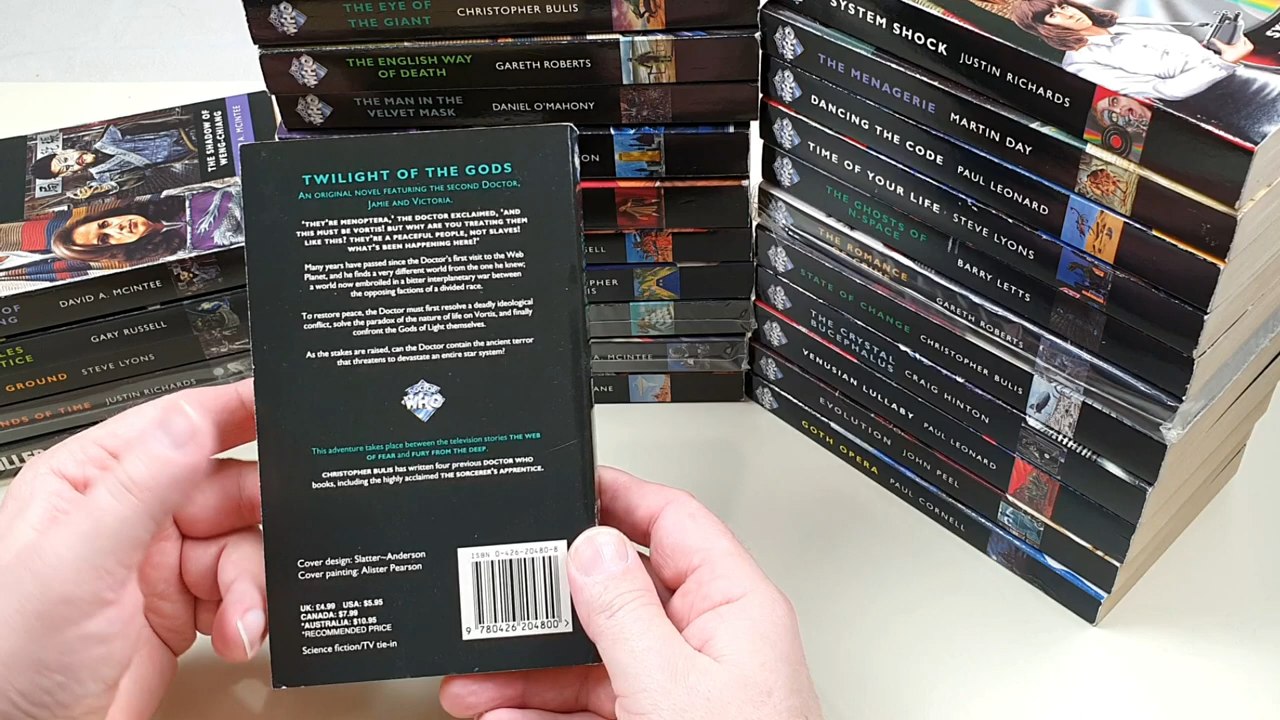 THE SHADOW OF
WENG-CHIANG
A. MCINTEE
DAVID A. MCINTEE
GARY RUSSELL
GROUND STEVE LYONS
OF TIME JUSTIN RICHARDS
THE EYE OF
THE GIANT
CHRISTOPHER BULIS
THE ENGLISH WAY
OF DEATH
GARETH ROBERTS
THE MAN IN THE
VELVET MASK
DANIEL O'MAHONY
A. MCINTEE
TWILIGHT OF THE GODS
AN ORIGINAL NOVEL FEATURING THE SECOND DOCTOR,
JAMIE AND VICTORIA.
'THEY'RE MENOPTERA,' THE DOCTOR EXCLAIMED, 'AND
THIS MUST BE VORTIS! BUT WHY ARE YOU TREATING THEM
LIKE THIS? THEY'RE A PEACEFUL PEOPLE, NOT SLAVES!
WHAT'S BEEN HAPPENING HERE?'
Many years have passed since the Doctor's first visit to the Web
Planet, and he finds a very different world from the one he knew;
a world now embroiled in a bitter interplanetary war between
the opposing factions of a divided race.
To restore peace, the Doctor must first resolve a deadly ideological
conflict, solve the paradox of the nature of life on Vortis, and finally
confront the Gods of Light themselves.
As the stakes are raised, can the Doctor contain the ancient terror
that threatens to devastate an entire star system?
DOCTOR
WHO
This adventure takes place between the television stories THE WEB
OF FEAR and FURY FROM THE DEEP.
CHRISTOPHER BULIS has written four previous DOCTOR WHO
books, including the highly acclaimed THE SORCERER'S APPRENTICE.
Cover design: Slatter~Anderson
Cover painting: Alister Pearson
UK: £4.99 USA: $5.95
CANADA: $7.99
*AUSTRALIA: $10.95
*RECOMMENDED PRICE
Science fiction/TV tie-in
ISBN 0-426-20480-8
9 780426 204800 >
SYSTEM SHOCK JUSTIN RICHARDS
THE MENAGERIE MARTIN DAY
DANCING THE CODE PAUL LEONARD
TIME OF YOUR LIFE STEVE LYONS
THE GHOSTS OF
N-SPACE
BARRY LETTS
THE ROMANCE
GARETH ROBERTS
STATE OF CHANGE CHRISTOPHER BULIS
THE CRYSTAL
BUCEPHALUS
CRAIG HINTON
VENUSIAN LULLABY PAUL LEONARD
EVOLUTION JOHN PEEL
GOTH OPERA PAUL CORNELL